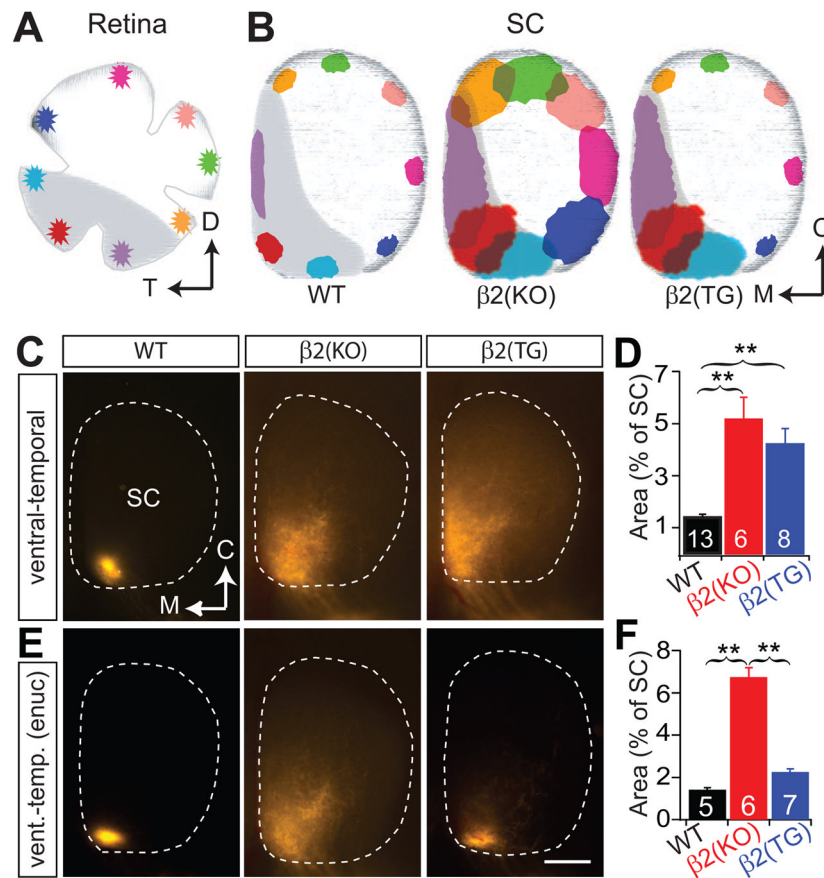 A Retina
B SC
D
T
WT
β2(KO)
β2(TG)
C
M
C WT β2(KO) β2(TG)
ventral-temporal
SC
C
M
D
Area (% of SC)
7
5
3
1
** **
13 6 8
WT
β2(KO)
β2(TG)
E
vent.-temp. (enuc)
F
Area (% of SC)
8
6
4
2
0
** **
5 6 7
WT
β2(KO)
β2(TG)